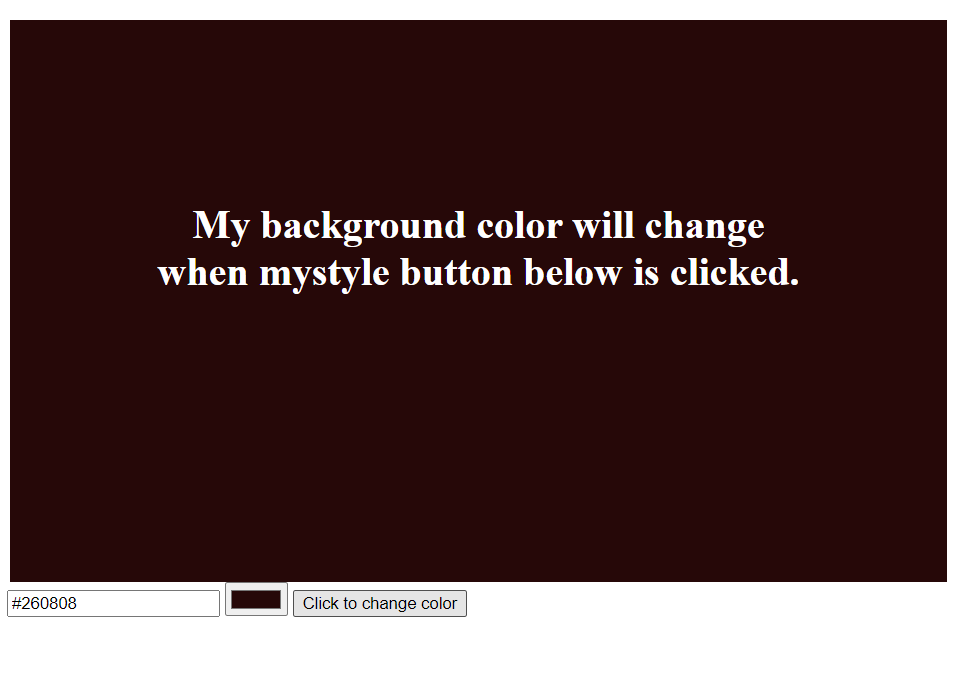 My background color will change
when mystyle button below is clicked.
#260808 Click to change color